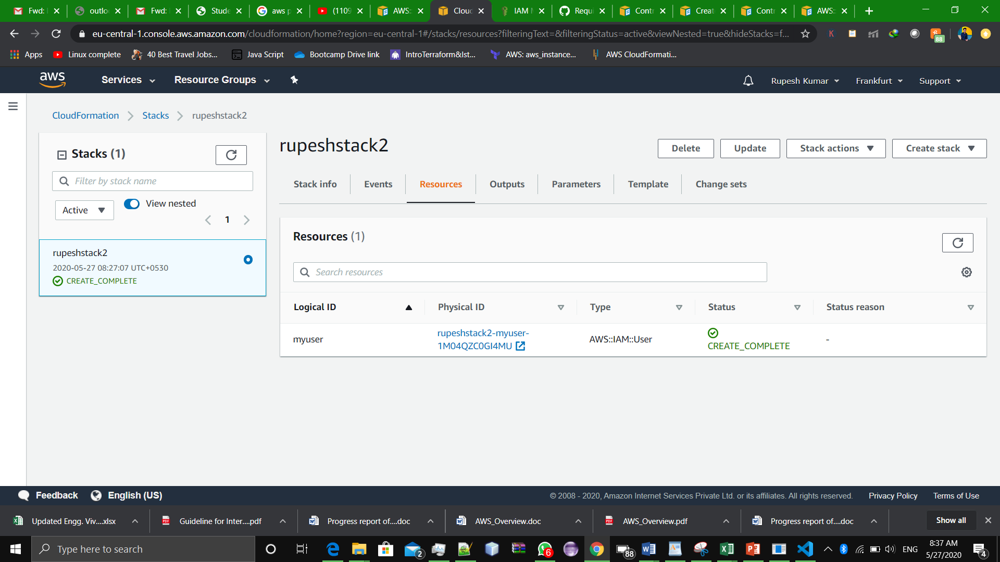 Fwd:
outlo
Fwd:
Stude
aws p
(1109
AWS:
Cloud
IAM
Requi
Contr
Creat
Contr
AWS:
eu-central-1.console.aws.amazon.com/cloudformation/home?region=eu-central-1#/stacks/resources?filteringText=&filteringStatus=active&viewNested=true&hideStacks=f...
K
88
Apps
Linux complete
40 Best Travel Jobs...
Java Script
Bootcamp Drive link
IntroTerraform&Ist...
AWS: aws_instance...
AWS CloudFormati...
aws
Services
Resource Groups
Rupesh Kumar
Frankfurt
Support
CloudFormation
Stacks
rupeshstack2
Stacks (1)
Filter by stack name
Active
View nested
1
rupeshstack2
2020-05-27 08:27:07 UTC+0530
CREATE_COMPLETE
rupeshstack2
Delete
Update
Stack actions
Create stack
Stack info
Events
Resources
Outputs
Parameters
Template
Change sets
Resources (1)
Search resources
Logical ID
Physical ID
Type
Status
Status reason
myuser
rupeshstack2-myuser-
1M04QZC0GI4MU
AWS::IAM::User
CREATE_COMPLETE
-
Feedback
English (US)
© 2008 - 2020, Amazon Internet Services Private Ltd. or its affiliates. All rights reserved.
Privacy Policy
Terms of Use
Updated Engg. Viv....xlsx
Guideline for Inter....pdf
Progress report of....doc
AWS_Overview.doc
AWS_Overview.pdf
Progress report of....doc
Show all
Type here to search
2
6
88
ENG
8:37 AM
5/27/2020
4